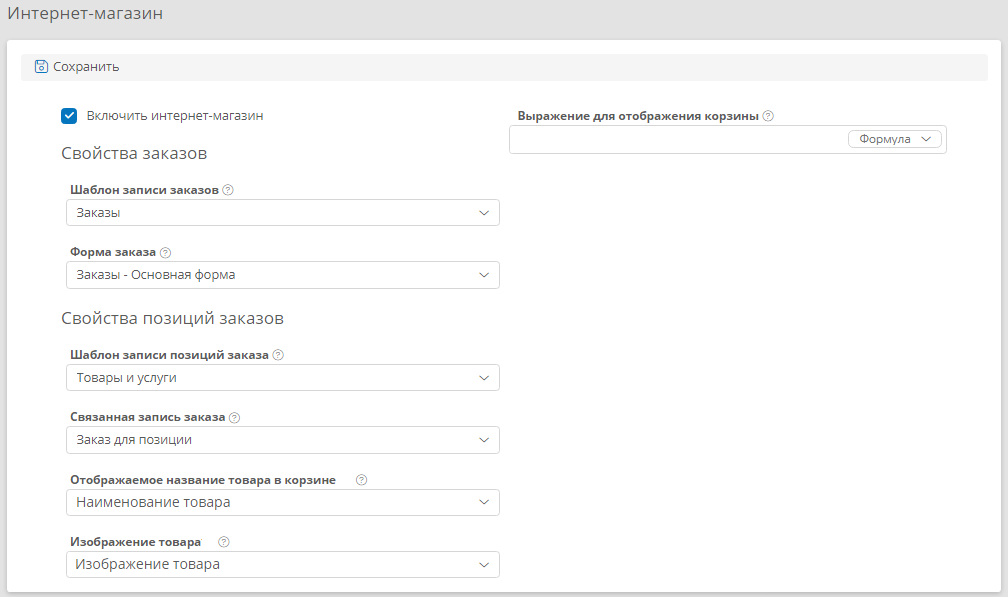 Интернет-магазин
Сохранить
Включить интернет-магазин
Выражение для отображения корзины
Формула
Свойства заказов
Шаблон записи заказов
Заказы
Форма заказа
Заказы - Основная форма
Свойства позиций заказов
Шаблон записи позиций заказа
Товары и услуги
Связанная запись заказа
Заказ для позиции
Отображаемое название товара в корзине
Наименование товара
Изображение товара
Изображение товара